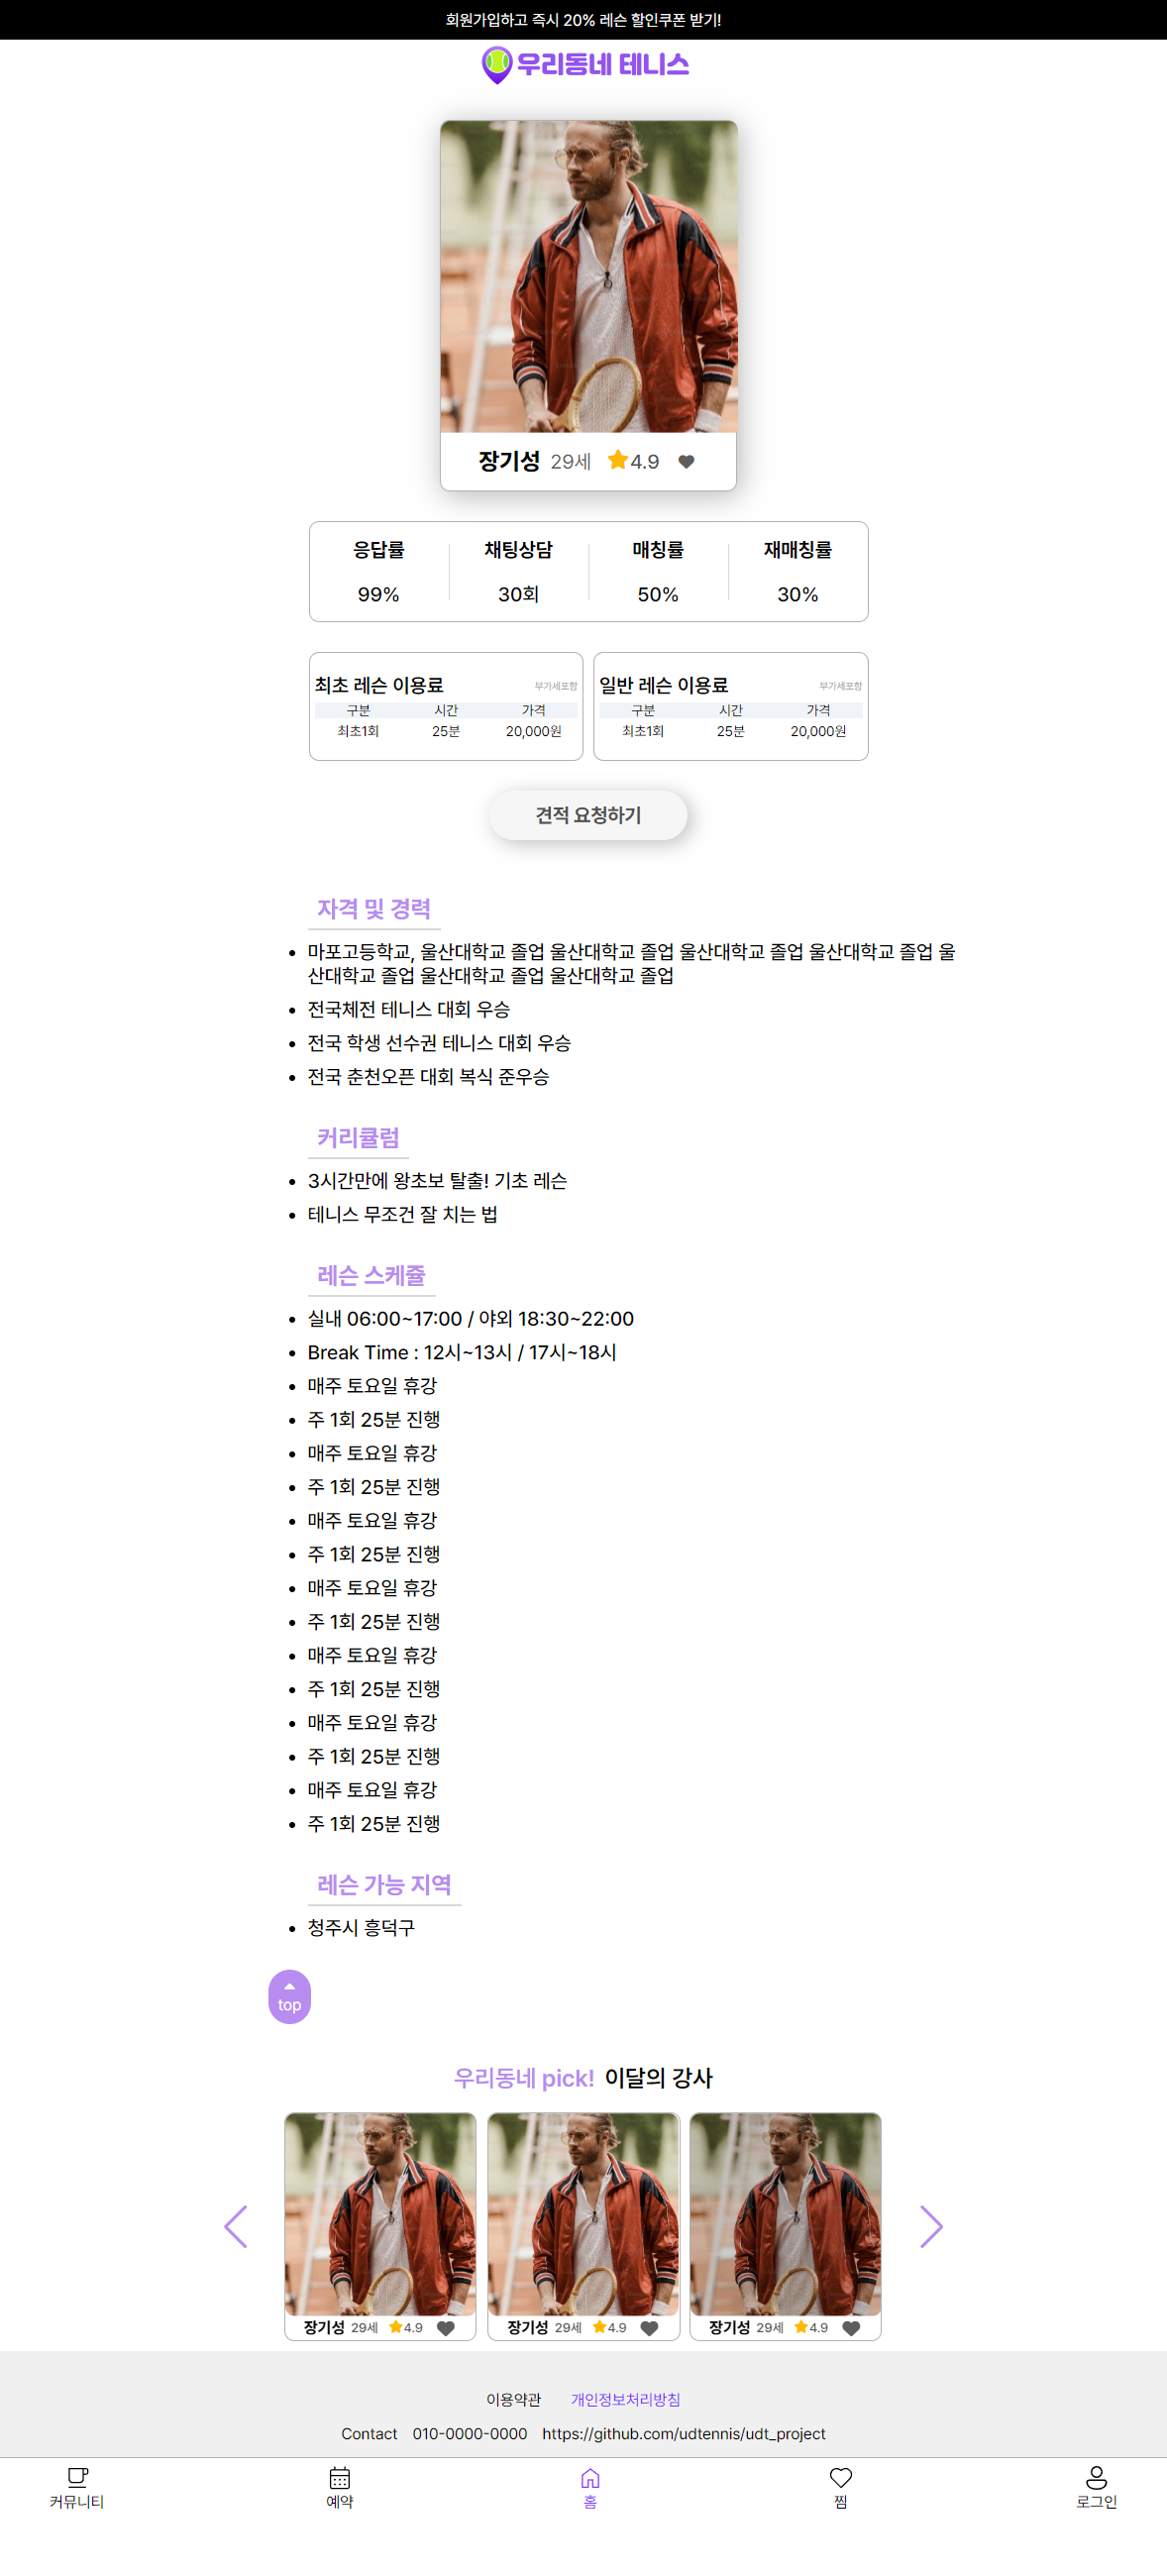 회원가입하고 즉시 20% 레슨 할인쿠폰 받기!
우리동네 테니스
장기성 29세 4.9
응답률 채팅상담 매칭률 재매칭률
99% 30회 50% 30%
최초 레슨 이용료 부가세포함
구분 시간 가격
최초1회 25분 20,000원
일반 레슨 이용료 부가세포함
구분 시간 가격
최초1회 25분 20,000원
견적 요청하기
자격 및 경력
마포고등학교, 울산대학교 졸업 울산대학교 졸업 울산대학교 졸업 울산대학교 졸업 울
산대학교 졸업 울산대학교 졸업 울산대학교 졸업
전국체전 테니스 대회 우승
전국 학생 선수권 테니스 대회 우승
전국 춘천오픈 대회 복식 준우승
커리큘럼
3시간만에 왕초보 탈출! 기초 레슨
테니스 무조건 잘 치는 법
레슨 스케쥴
실내 06:00~17:00 / 야외 18:30~22:00
Break Time : 12시~13시 / 17시~18시
매주 토요일 휴강
주 1회 25분 진행
매주 토요일 휴강
주 1회 25분 진행
매주 토요일 휴강
주 1회 25분 진행
매주 토요일 휴강
주 1회 25분 진행
매주 토요일 휴강
주 1회 25분 진행
매주 토요일 휴강
주 1회 25분 진행
매주 토요일 휴강
주 1회 25분 진행
레슨 가능 지역
청주시 흥덕구
top
우리동네 pick! 이달의 강사
장기성 29세 4.9
장기성 29세 4.9
장기성 29세 4.9
이용약관 개인정보처리방침
Contact 010-0000-0000 https://github.com/udtennis/udt_project
커뮤니티 예약 홈 찜 로그인